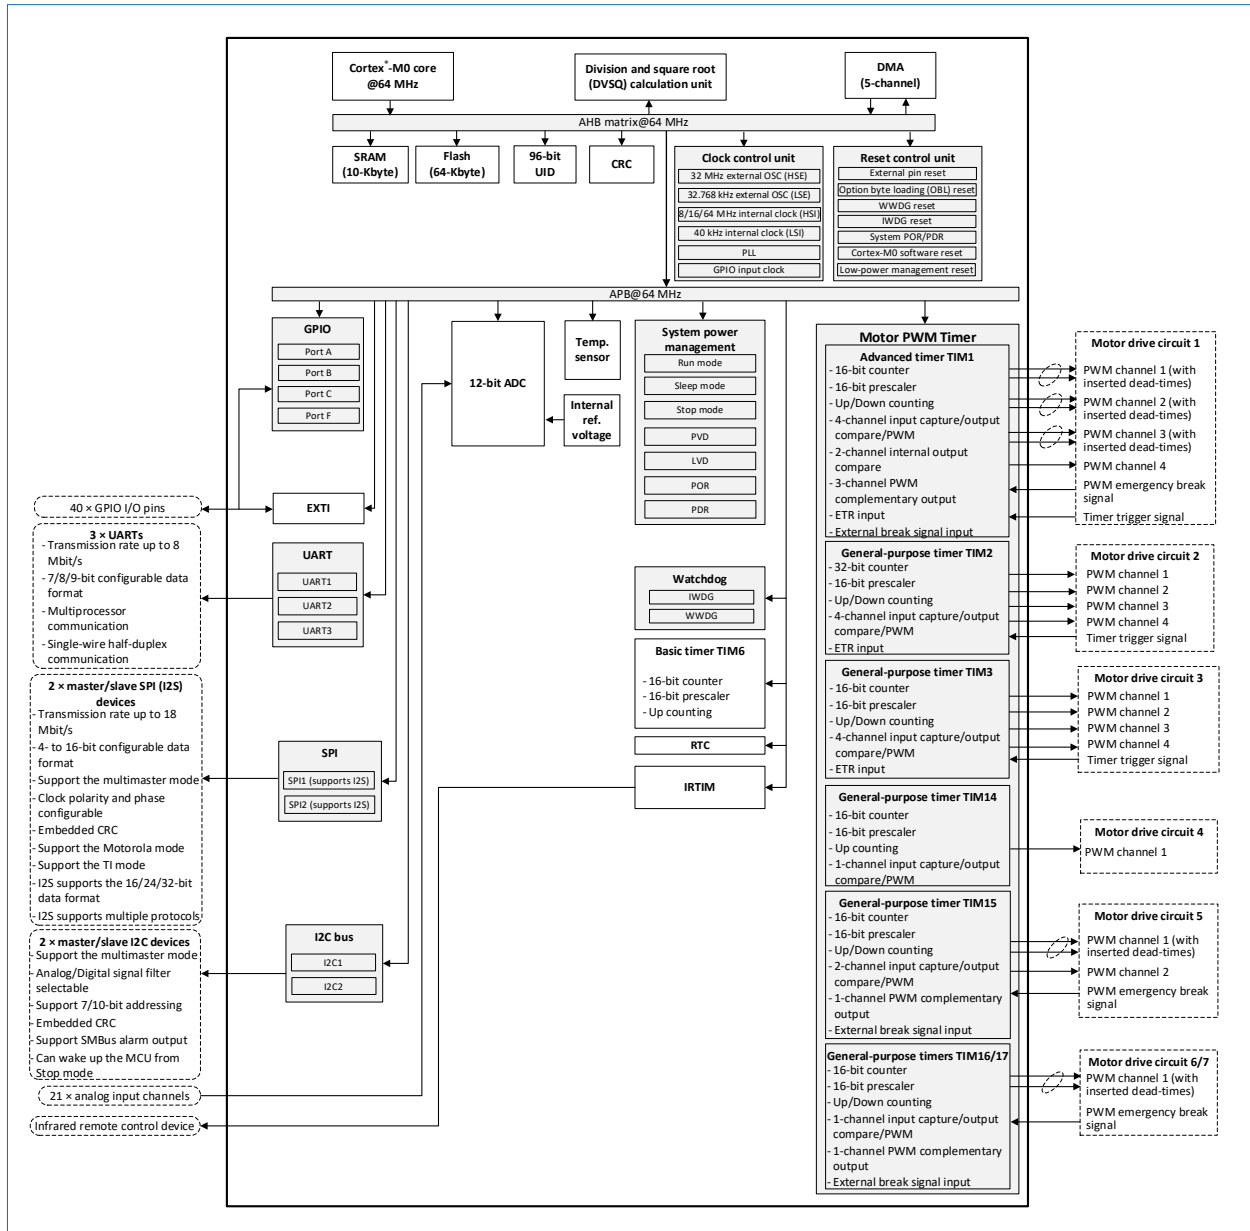 Cortex®-M0 core
@64 MHz
Division and square root
(DVSQ) calculation unit
DMA
(5-channel)
AHB matrix@64 MHz
SRAM
(10-Kbyte)
Flash
(64-Kbyte)
96-bit
UID
CRC
Clock control unit
32 MHz external OSC (HSE)
32.768 kHz external OSC (LSE)
8/16/64 MHz internal clock (HSI)
40 kHz internal clock (LSI)
PLL
GPIO input clock
Reset control unit
External pin reset
Option byte loading (OBL) reset
WWDG reset
IWDG reset
System POR/PDR
Cortex-M0 software reset
Low-power management reset
APB@64 MHz
GPIO
Port A
Port B
Port C
Port F
12-bit ADC
Temp.
sensor
Internal
ref.
voltage
System power
management
Run mode
Sleep mode
Stop mode
PVD
LVD
POR
PDR
EXTI
UART
UART1
UART2
UART3
Watchdog
IWDG
WWDG
Basic timer TIM6
- 16-bit counter
- 16-bit prescaler
- Up counting
RTC
IRTIM
SPI
SPI1 (supports I2S)
SPI2 (supports I2S)
I2C bus
I2C1
I2C2
40 × GPIO I/O pins
3 × UARTs
- Transmission rate up to 8
Mbit/s
- 7/8/9-bit configurable data
format
- Multiprocessor
communication
- Single-wire half-duplex
communication
2 × master/slave SPI (I2S)
devices
- Transmission rate up to 18
Mbit/s
- 4- to 16-bit configurable data
format
- Support the multimaster mode
- Clock polarity and phase
configurable
- Embedded CRC
- Support the Motorola mode
- Support the TI mode
- I2S supports the 16/24/32-bit
data format
- I2S supports multiple protocols
2 × master/slave I2C devices
- Support the multimaster mode
- Analog/Digital signal filter
selectable
- Support 7/10-bit addressing
- Embedded CRC
- Support SMBus alarm output
- Can wake up the MCU from
Stop mode
21 × analog input channels
Infrared remote control device
Motor PWM Timer
Advanced timer TIM1
- 16-bit counter
- 16-bit prescaler
- Up/Down counting
- 4-channel input capture/output
compare/PWM
- 2-channel internal output
compare
- 3-channel PWM
complementary output
- ETR input
- External break signal input
General-purpose timer TIM2
- 32-bit counter
- 16-bit prescaler
- Up/Down counting
- 4-channel input capture/output
compare/PWM
- ETR input
General-purpose timer TIM3
- 16-bit counter
- 16-bit prescaler
- Up/Down counting
- 4-channel input capture/output
compare/PWM
- ETR input
General-purpose timer TIM14
- 16-bit counter
- 16-bit prescaler
- Up counting
- 1-channel input capture/output
compare/PWM
General-purpose timer TIM15
- 16-bit counter
- 16-bit prescaler
- Up/Down counting
- 2-channel input capture/output
compare/PWM
- 1-channel PWM complementary
output
- External break signal input
General-purpose timers TIM16/17
- 16-bit counter
- 16-bit prescaler
- Up/Down counting
- 1-channel input capture/output
compare/PWM
- 1-channel PWM complementary
output
- External break signal input
Motor drive circuit 1
PWM channel 1 (with
inserted dead-times)
PWM channel 2 (with
inserted dead-times)
PWM channel 3 (with
inserted dead-times)
PWM channel 4
PWM emergency break
signal
Timer trigger signal
Motor drive circuit 2
PWM channel 1
PWM channel 2
PWM channel 3
PWM channel 4
Timer trigger signal
Motor drive circuit 3
PWM channel 1
PWM channel 2
PWM channel 3
PWM channel 4
Timer trigger signal
Motor drive circuit 4
PWM channel 1
Motor drive circuit 5
PWM channel 1 (with
inserted dead-times)
PWM channel 2
PWM emergency break
signal
Motor drive circuit 6/7
PWM channel 1 (with
inserted dead-times)
PWM emergency break
signal